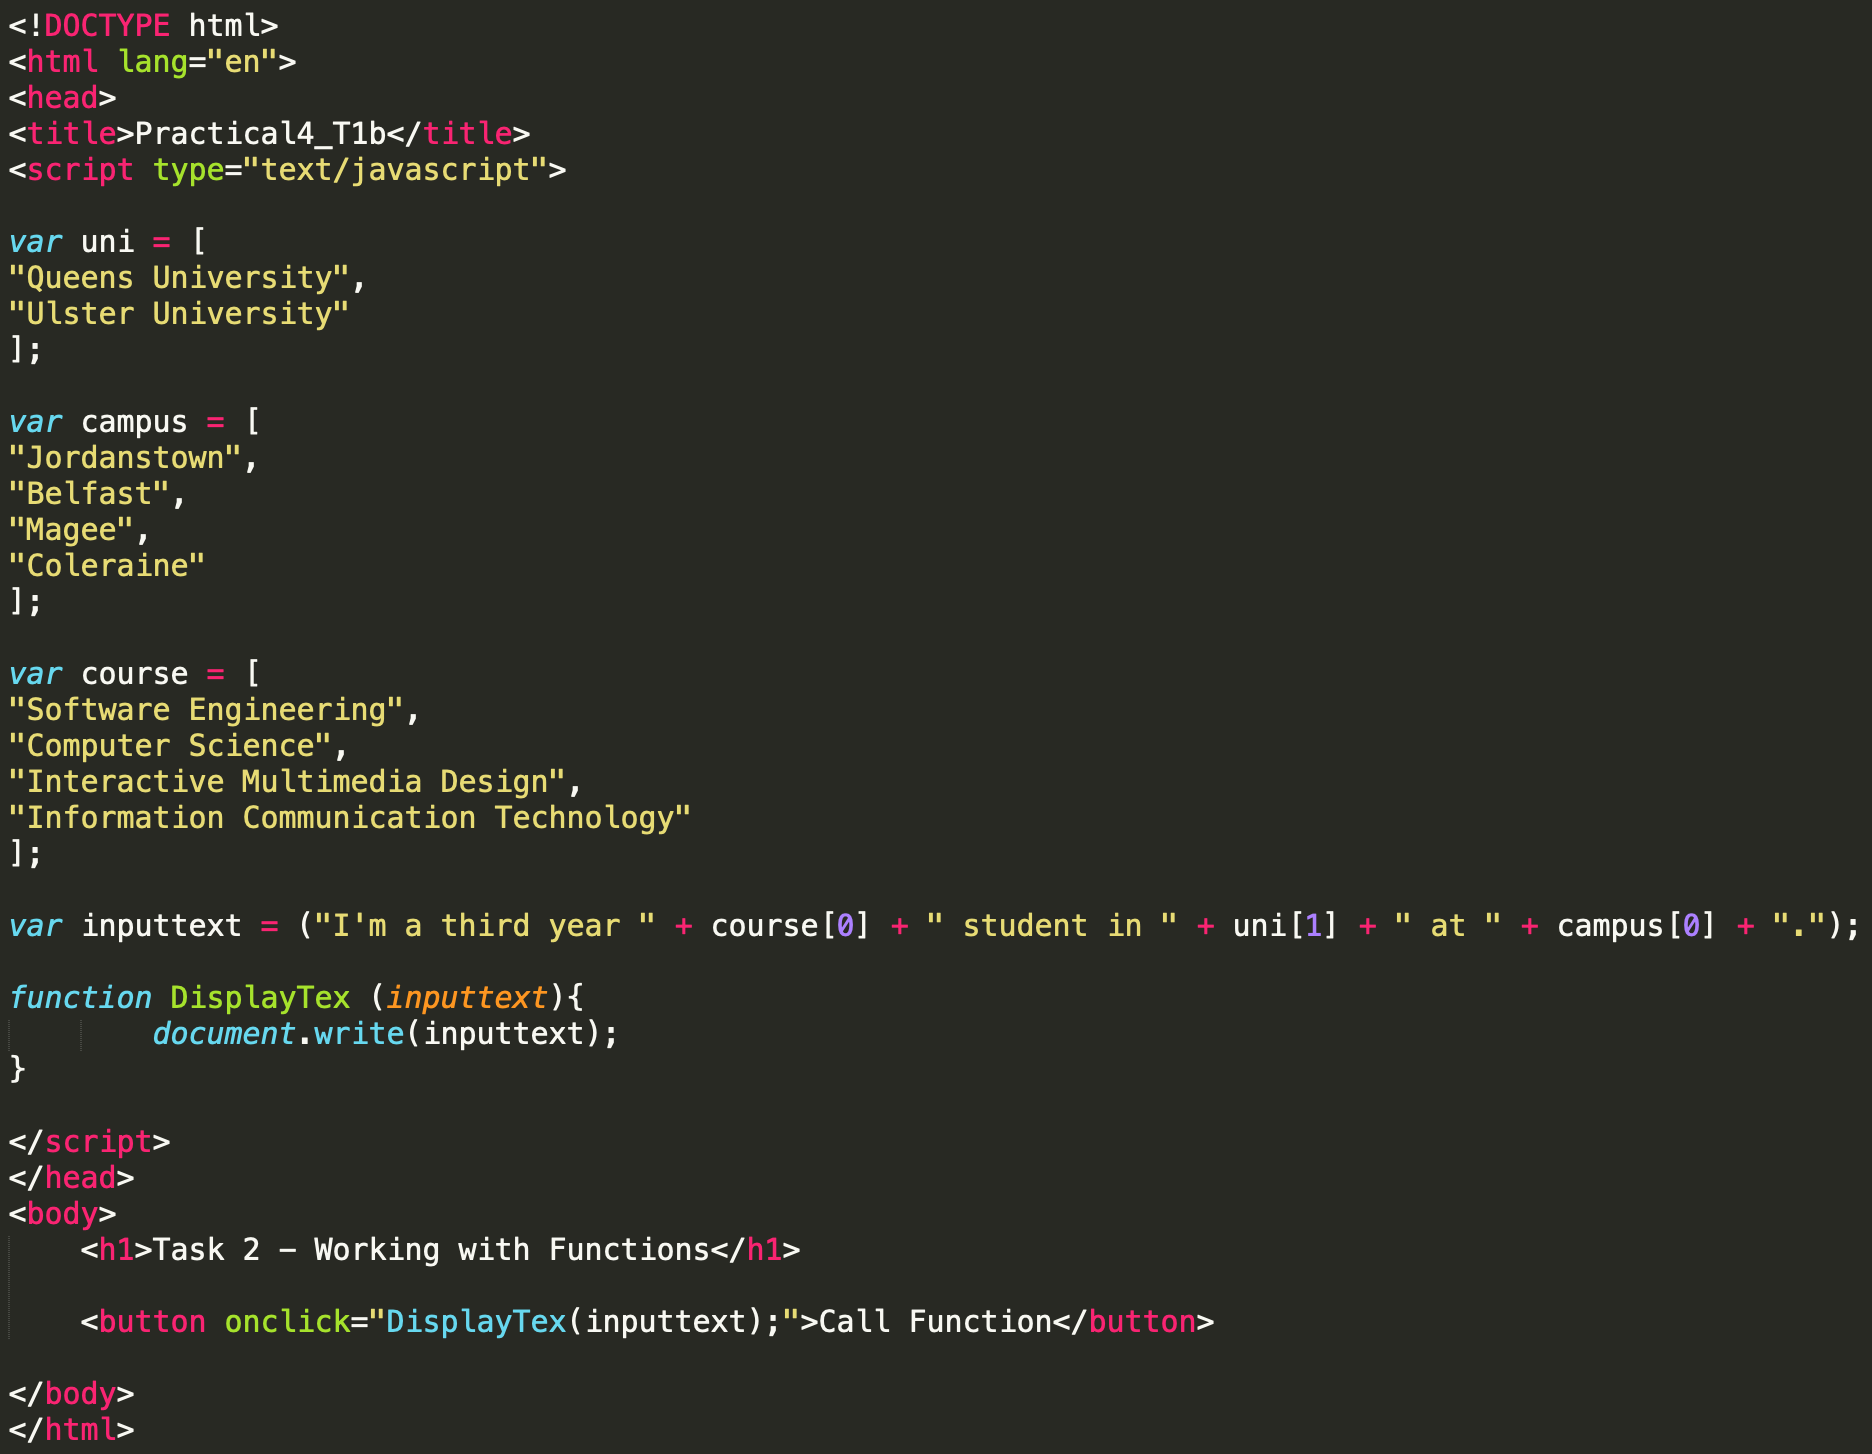 <!DOCTYPE html>
<html lang="en">
<head>
<title>Practical4_T1b</title>
<script type="text/javascript">

var uni = [
"Queens University",
"Ulster University"
];

var campus = [
"Jordanstown",
"Belfast",
"Magee",
"Coleraine"
];

var course = [
"Software Engineering",
"Computer Science",
"Interactive Multimedia Design",
"Information Communication Technology"
];

var inputtext = ("I'm a third year " + course[0] + " student in " + uni[1] + " at " + campus[0] + ".");

function DisplayTex (inputtext){
        document.write(inputtext);
}

</script>
</head>
<body>
    <h1>Task 2 – Working with Functions</h1>

    <button onclick="DisplayTex(inputtext);">Call Function</button>

</body>
</html>